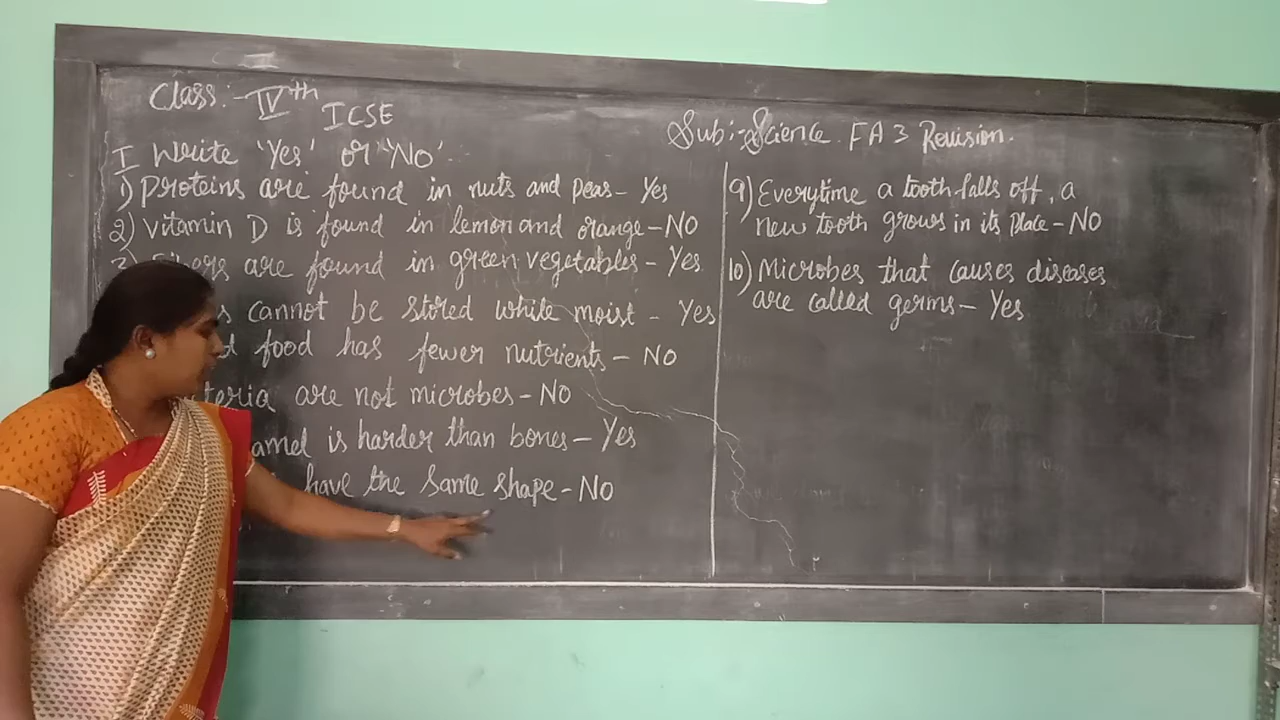 Class:- IVth
ICSE
Sub:- Science FA 3 Revision.
I Write 'Yes' or 'No'.
1) Proteins are found in nuts and peas- Yes
2) Vitamin D is found in lemon and orange- No
are found in green vegetables- Yes
cannot be stored while moist - Yes
food has fewer nutrients - No
teria are not microbes- No
amel is harder than bones- Yes
have the same shape- No
9) Everytime a tooth falls off, a
new tooth grows in its place- No
10) Microbes that causes diseases
are called germs- Yes